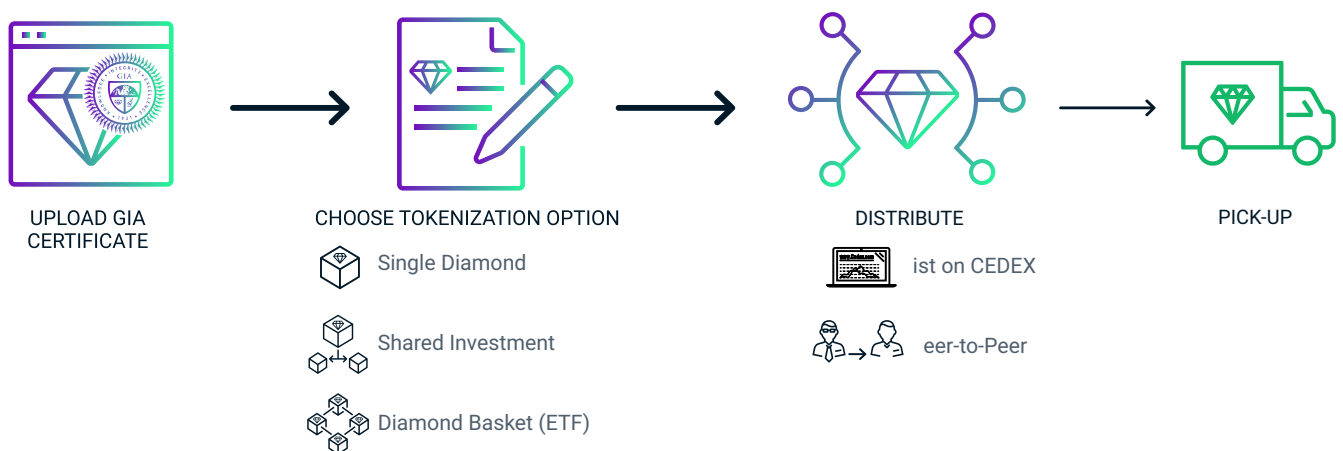 GIA
UPLOAD GIA
CERTIFICATE
CHOOSE TOKENIZATION OPTION
Single Diamond
Shared Investment
Diamond Basket (ETF)
DISTRIBUTE
ist on CEDEX
eer-to-Peer
PICK-UP